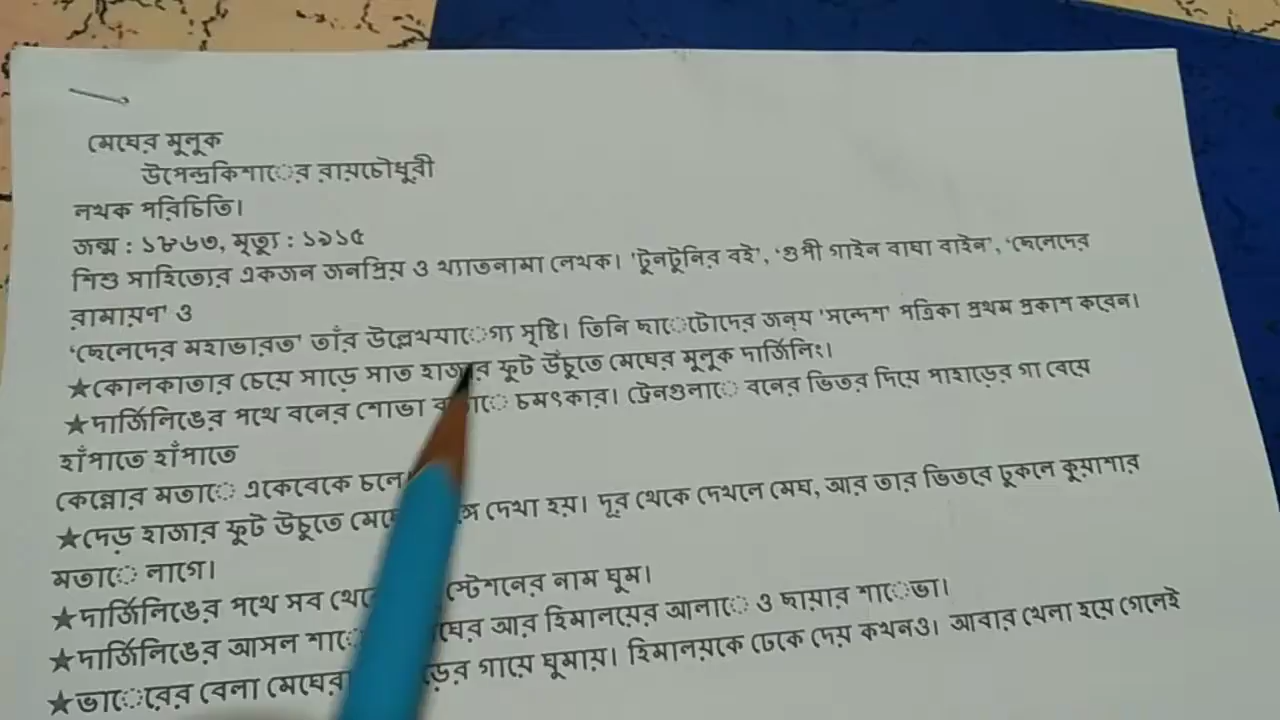 মেঘের মুলুক
উপেন্দ্রকিশাের রায়চৌধুরী
লখক পরিচিতি।
জন্ম : ১৮৬৩, মৃত্যু : ১৯১৫
শিশু সাহিত্যের একজন জনপ্রিয় ও খ্যাতনামা লেখক। 'টুনটুনির বই', 'গুপী গাইন বাঘা বাইন', 'ছেলেদের
রামায়ণ' ও
'ছেলেদের মহাভারত' তাঁর উল্লেখযােগ্য সৃষ্টি। তিনি ছােটোদের জন্য 'সন্দেশ' পত্রিকা প্রথম প্রকাশ করেন।
★কোলকাতার চেয়ে সাড়ে সাত হাজার ফুট উঁচুতে মেঘের মুলুক দার্জিলিং।
★দার্জিলিঙের পথে বনের শোভা চমৎকার। ট্রেনগুলাে বনের ভিতর দিয়ে পাহাড়ের গা বেয়ে
হাঁপাতে হাঁপাতে
কেন্নোর মতাে একেবেকে চলে।
★দেড় হাজার ফুট উঁচুতে দেখা হয়। দূর থেকে দেখলে মেঘ, আর তার ভিতরে ঢুকলে কুয়াশার
মতাে লাগে।
★দার্জিলিঙের পথে সব স্টেশনের নাম ঘুম।
★দার্জিলিঙের আসল আর হিমালয়ের আলাে ও ছায়ার শােভা।
★ভােরের বেলা মেঘেরা গায়ে ঘুমায়। হিমালয়কে ঢেকে দেয় কখনও। আবার খেলা হয়ে গেলেই